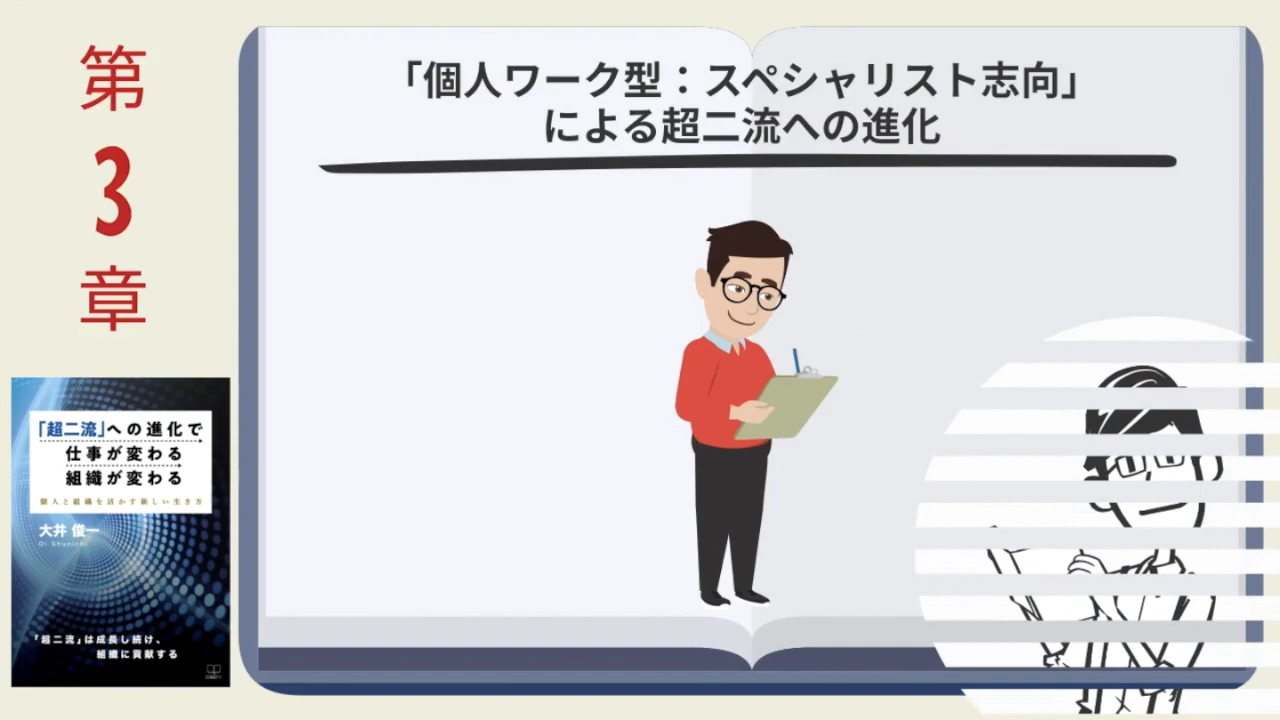 第
3
章
「個人ワーク型：スペシャリスト志向」
による超二流への進化
「超二流」への進化で
仕事が変わる
組織が変わる
個人と組織を活かす新しい生き方
大井 俊一
Oi Shunichi
「超二流」は成長し続け、
組織に貢献する